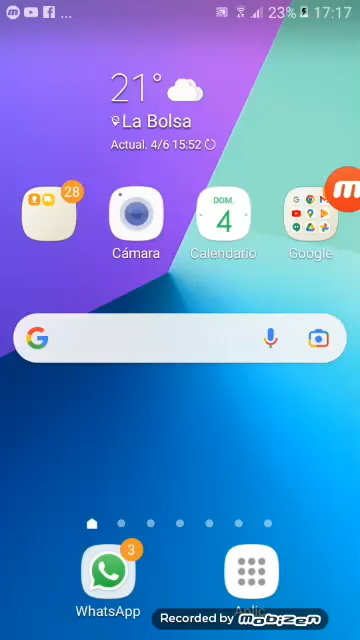 23% 17:17
21°
La Bolsa
Actual. 4/6 15:52
28
DOM.
4
Cámara
Calendario
Google
3
WhatsApp
Recorded by mobizen